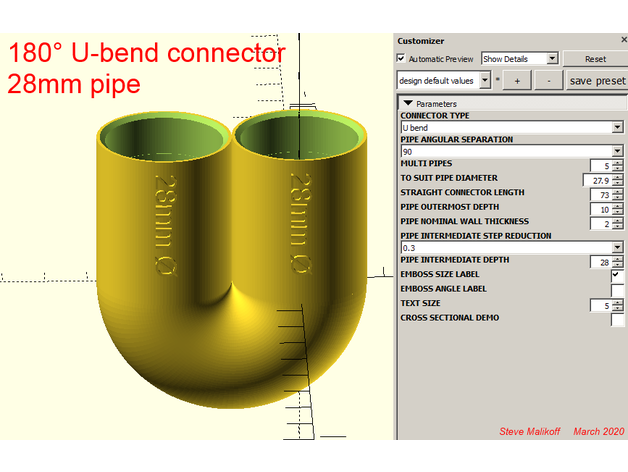 180° U-bend connector
28mm pipe
28mm Ø
28mm Ø
Customizer
Automatic Preview
Show Details
Reset
design default values
*
+
-
save preset
Parameters
CONNECTOR TYPE
U bend
PIPE ANGULAR SEPARATION
90
MULTI PIPES 5
TO SUIT PIPE DIAMETER 27.9
STRAIGHT CONNECTOR LENGTH 73
PIPE OUTERMOST DEPTH 10
PIPE NOMINAL WALL THICKNESS 2
PIPE INTERMEDIATE STEP REDUCTION
0.3
PIPE INTERMEDIATE DEPTH 28
EMBOSS SIZE LABEL
EMBOSS ANGLE LABEL
TEXT SIZE 5
CROSS SECTIONAL DEMO
Steve Malikoff March 2020